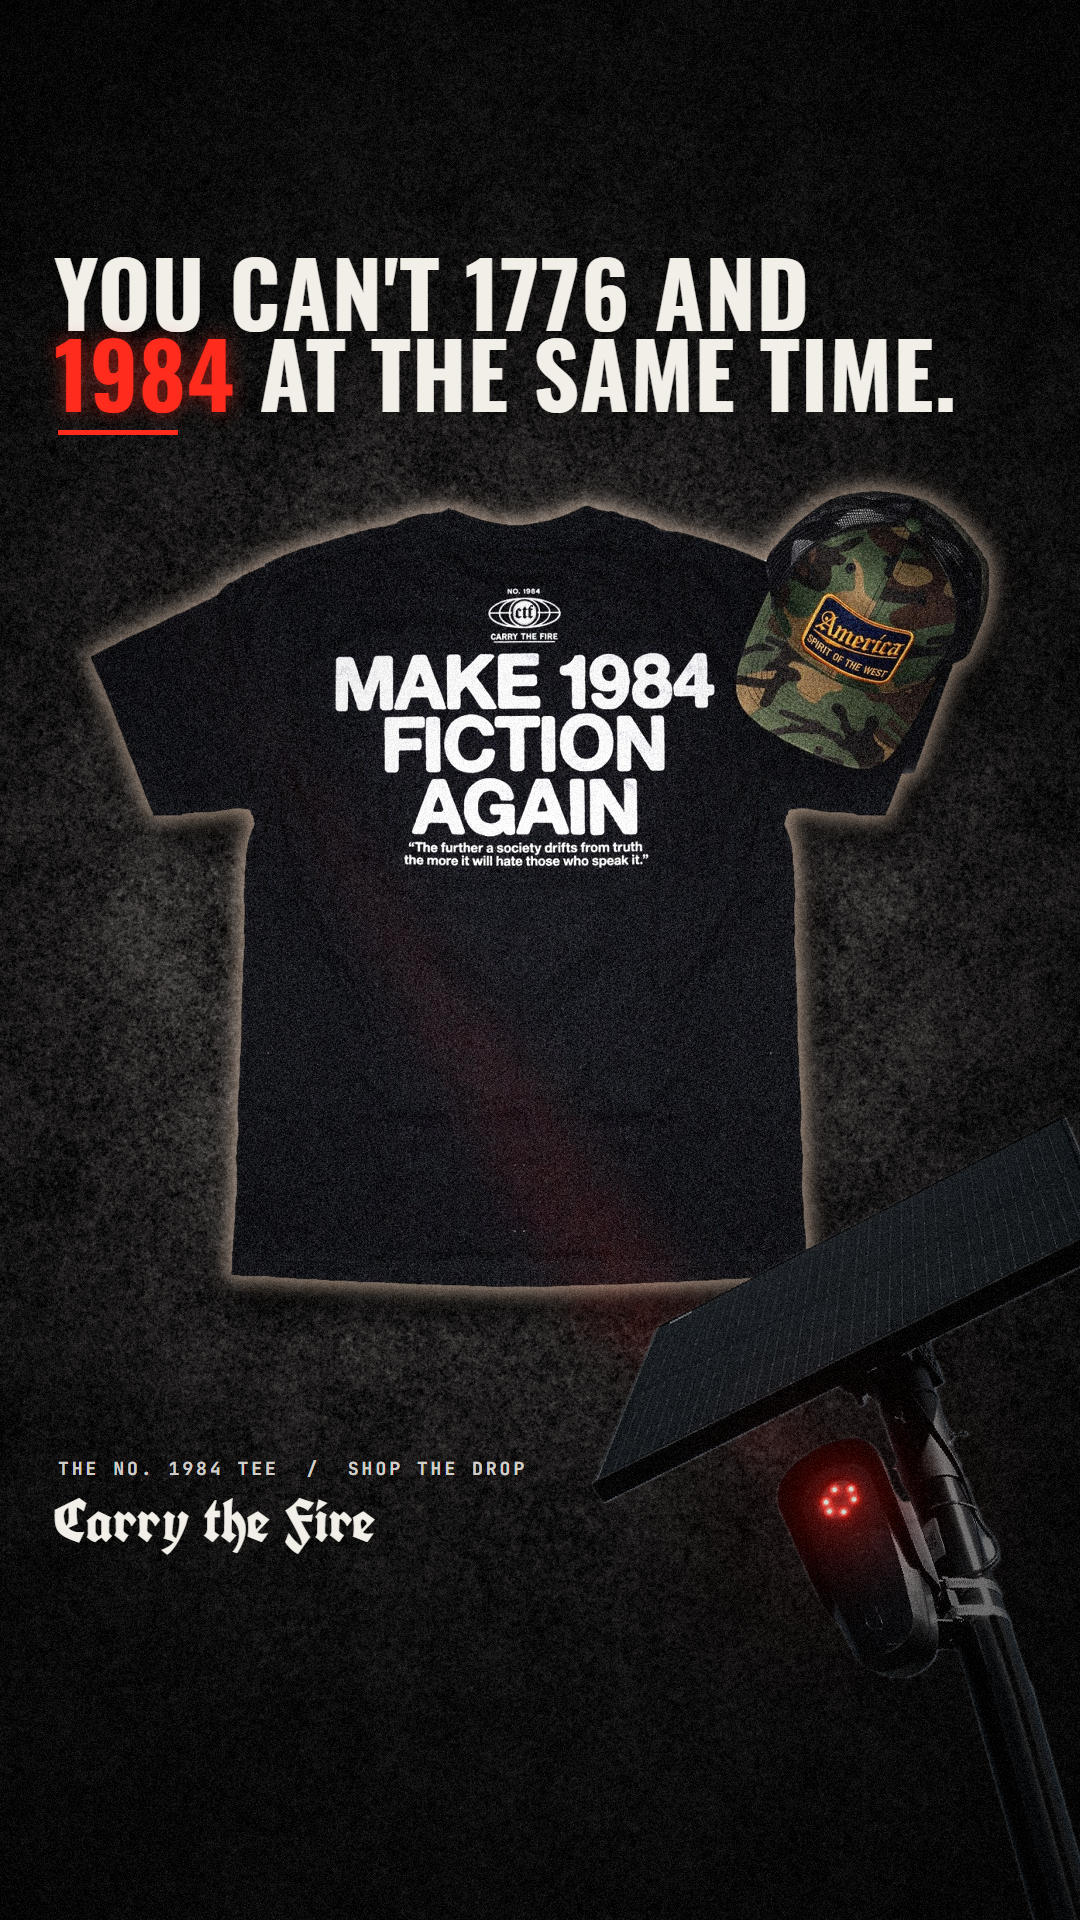 YOU CAN'T 1776 AND
1984 AT THE SAME TIME.
NO. 1984
ctf
CARRY THE FIRE
MAKE 1984
FICTION
AGAIN
“The further a society drifts from truth
the more it will hate those who speak it.”
America
SPIRIT OF THE WEST
THE NO. 1984 TEE / SHOP THE DROP
Carry the Fire